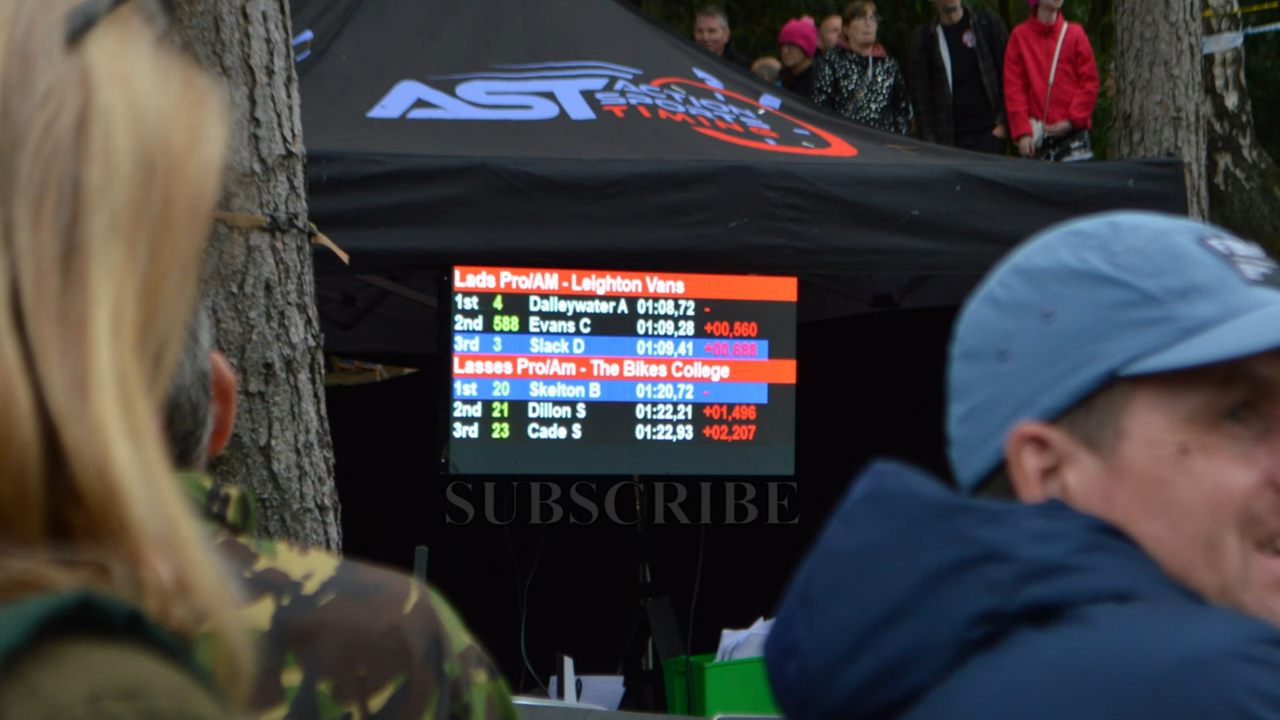 AST ACTION
SPORTS
TIMING
Lads Pro/AM - Leighton Vans
1st 4 Dalleywater A 01:08,72 -
2nd 588 Evans C 01:09,28 +00,560
3rd 3 Slack D 01:09,41 +00,688
Lasses Pro/Am - The Bikes College
1st 20 Skelton B 01:20,72 -
2nd 21 Dillon S 01:22,21 +01,496
3rd 23 Cade S 01:22,93 +02,207
SUBSCRIBE